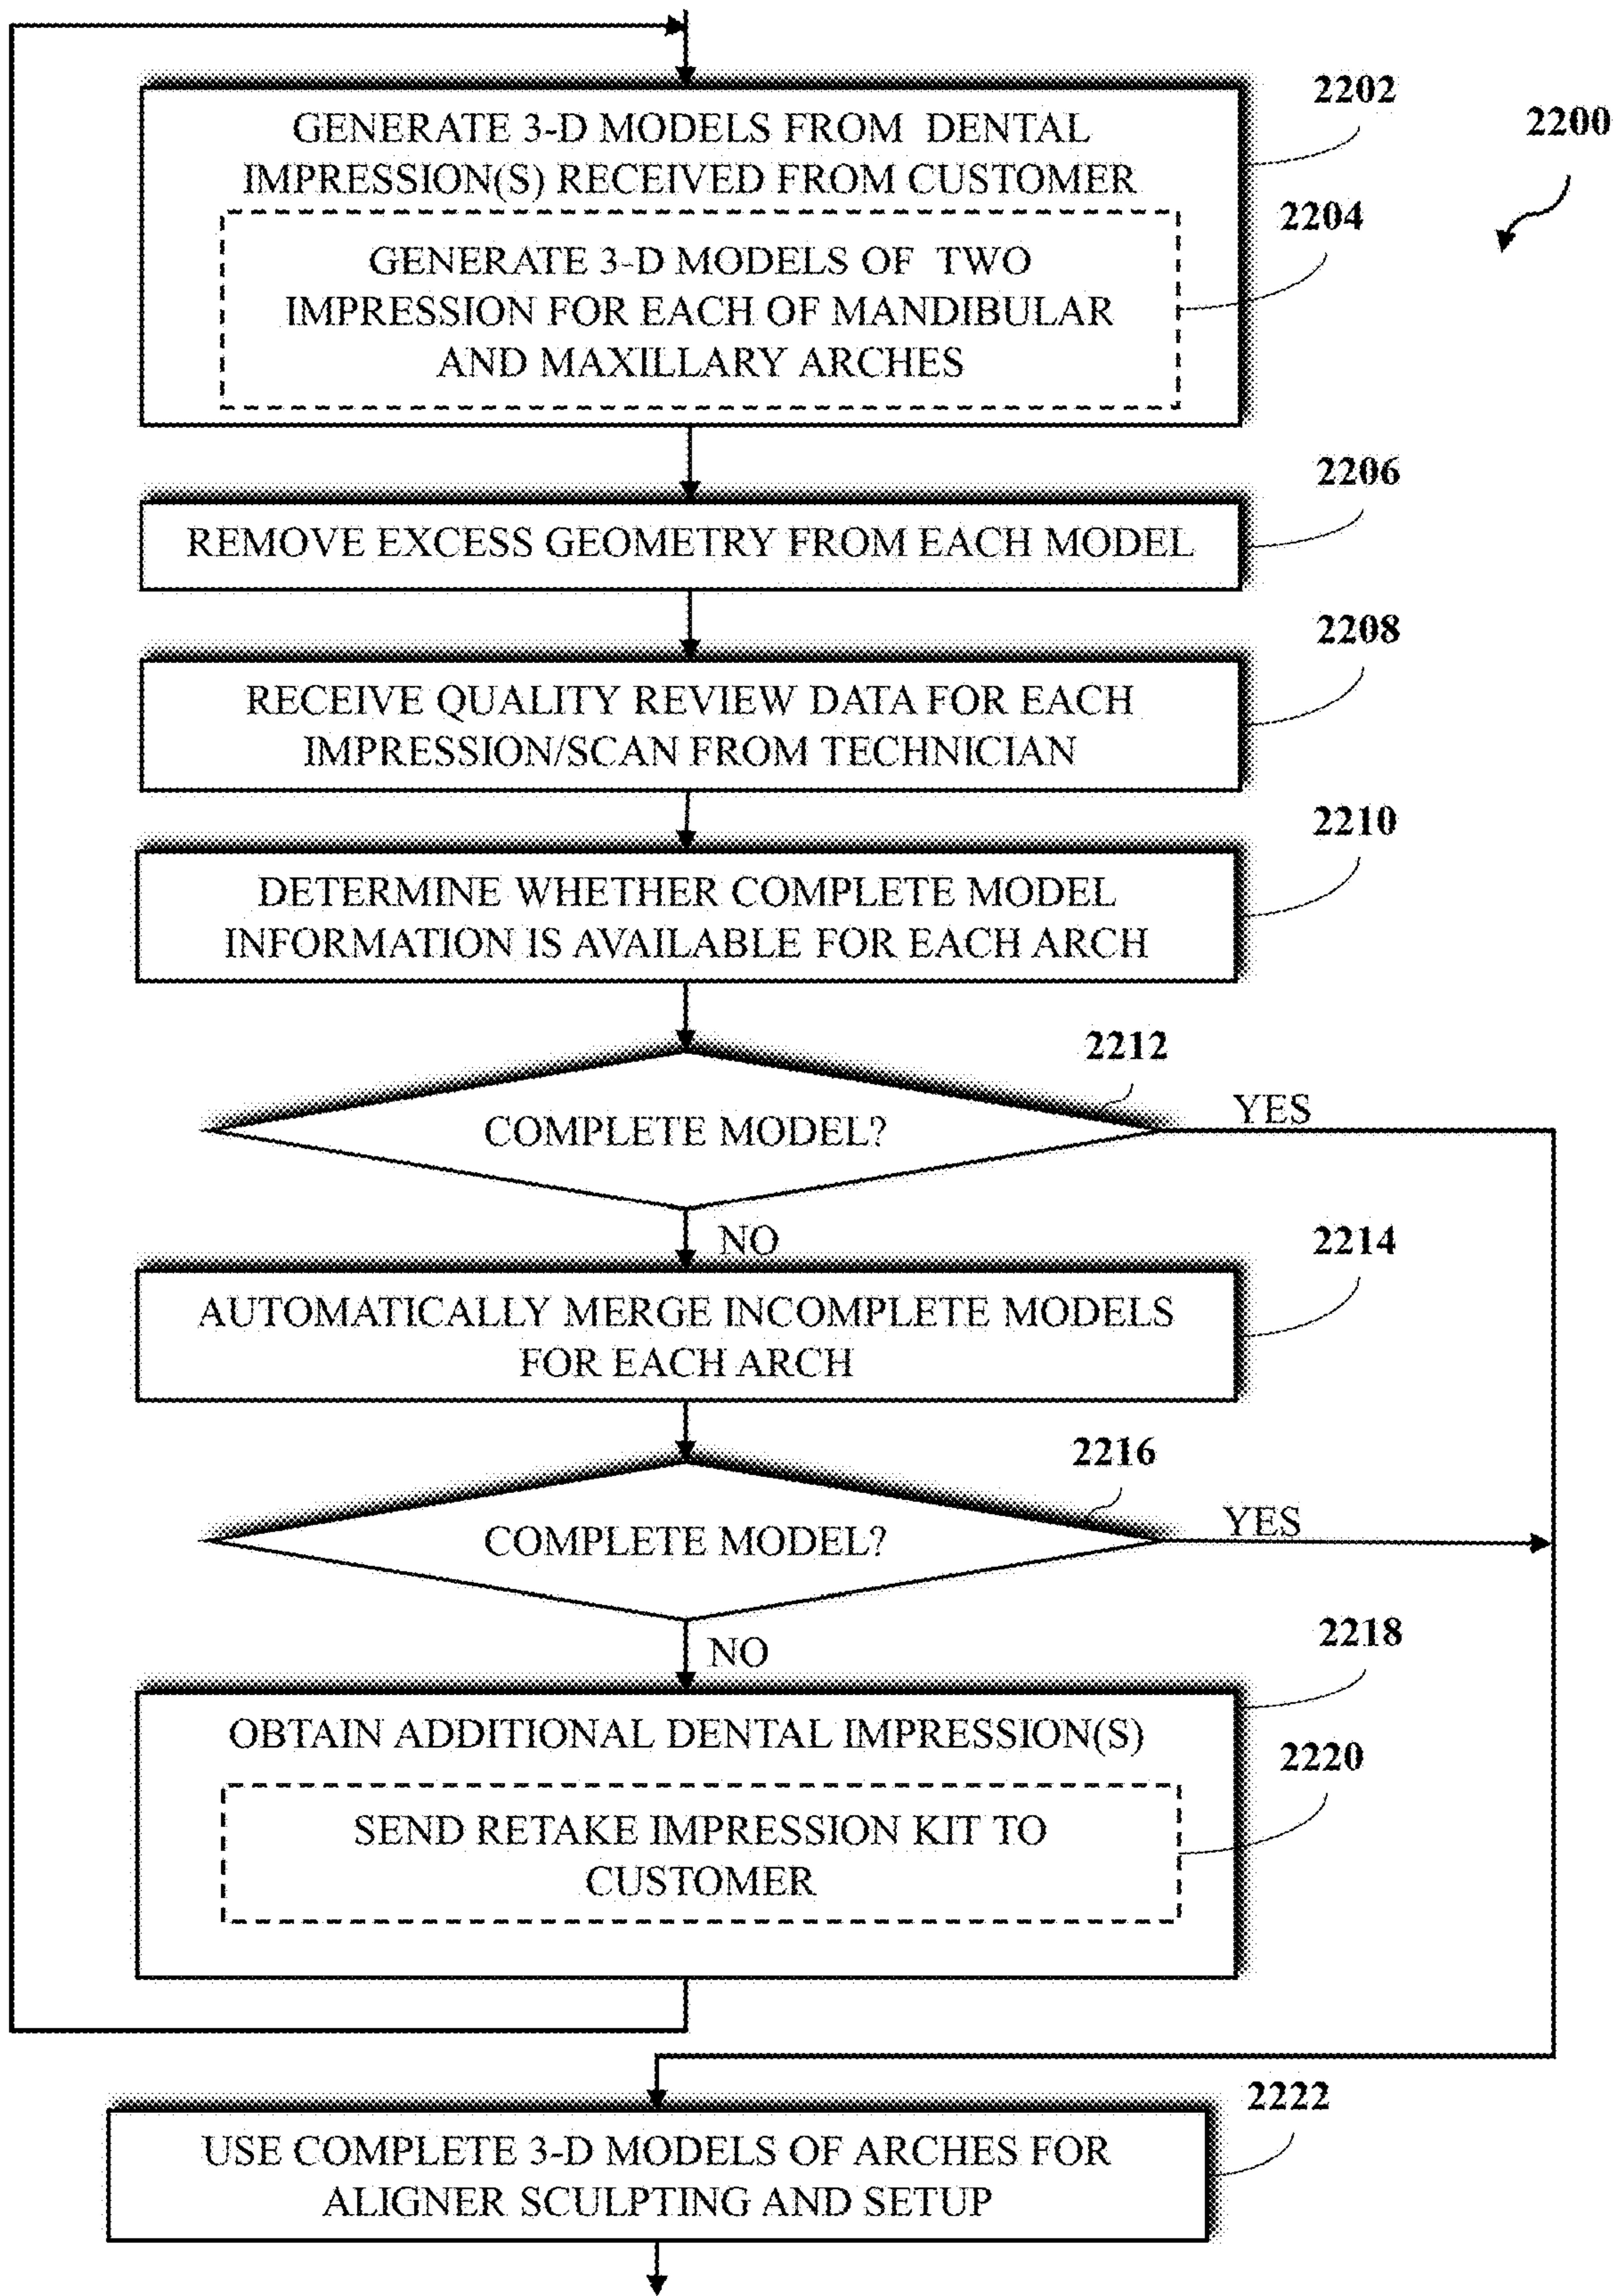 2202
2200
GENERATE 3-D MODELS FROM DENTAL
IMPRESSION(S) RECEIVED FROM CUSTOMER
2204
GENERATE 3-D MODELS OF TWO
IMPRESSION FOR EACH OF MANDIBULAR
AND MAXILLARY ARCHES
2206
REMOVE EXCESS GEOMETRY FROM EACH MODEL
2208
RECEIVE QUALITY REVIEW DATA FOR EACH
IMPRESSION/SCAN FROM TECHNICIAN
2210
DETERMINE WHETHER COMPLETE MODEL
INFORMATION IS AVAILABLE FOR EACH ARCH
2212
YES
COMPLETE MODEL?
NO
2214
AUTOMATICALLY MERGE INCOMPLETE MODELS
FOR EACH ARCH
2216
YES
COMPLETE MODEL?
NO
2218
OBTAIN ADDITIONAL DENTAL IMPRESSION(S)
2220
SEND RETAKE IMPRESSION KIT TO
CUSTOMER
2222
USE COMPLETE 3-D MODELS OF ARCHES FOR
ALIGNER SCULPTING AND SETUP